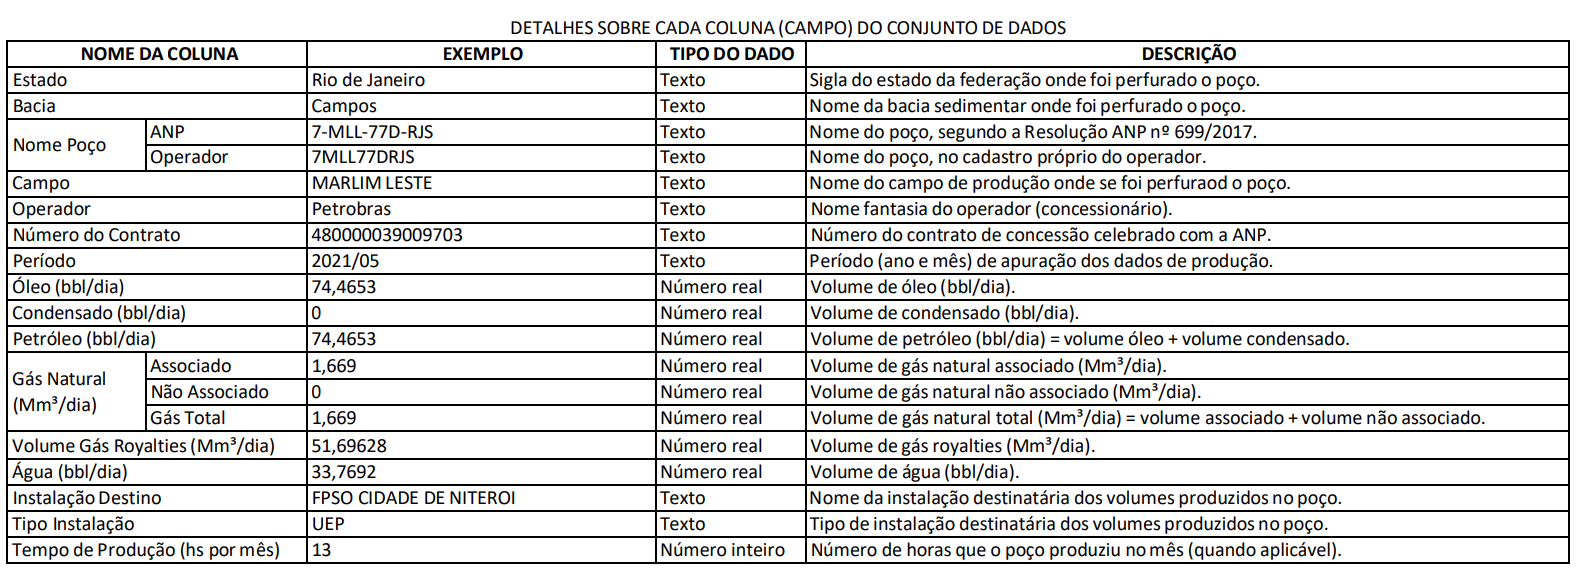 DETALHES SOBRE CADA COLUNA (CAMPO) DO CONJUNTO DE DADOS
NOME DA COLUNA EXEMPLO TIPO DO DADO DESCRIÇÃO
Estado Rio de Janeiro Texto Sigla do estado da federação onde foi perfurado o poço.
Bacia Campos Texto Nome da bacia sedimentar onde foi perfurado o poço.
Nome Poço ANP 7-MLL-77D-RJS Texto Nome do poço, segundo a Resolução ANP nº 699/2017.
Operador 7MLL77DRJS Texto Nome do poço, no cadastro próprio do operador.
Campo MARLIM LESTE Texto Nome do campo de produção onde se foi perfuraod o poço.
Operador Petrobras Texto Nome fantasia do operador (concessionário).
Número do Contrato 480000039009703 Texto Número do contrato de concessão celebrado com a ANP.
Período 2021/05 Texto Período (ano e mês) de apuração dos dados de produção.
Óleo (bbl/dia) 74,4653 Número real Volume de óleo (bbl/dia).
Condensado (bbl/dia) 0 Número real Volume de condensado (bbl/dia).
Petróleo (bbl/dia) 74,4653 Número real Volume de petróleo (bbl/dia) = volume óleo + volume condensado.
Gás Natural (Mm³/dia) Associado 1,669 Número real Volume de gás natural associado (Mm³/dia).
Não Associado 0 Número real Volume de gás natural não associado (Mm³/dia).
Gás Total 1,669 Número real Volume de gás natural total (Mm³/dia) = volume associado + volume não associado.
Volume Gás Royalties (Mm³/dia) 51,69628 Número real Volume de gás royalties (Mm³/dia).
Água (bbl/dia) 33,7692 Número real Volume de água (bbl/dia).
Instalação Destino FPSO CIDADE DE NITEROI Texto Nome da instalação destinatária dos volumes produzidos no poço.
Tipo Instalação UEP Texto Tipo de instalação destinatária dos volumes produzidos no poço.
Tempo de Produção (hs por mês) 13 Número inteiro Número de horas que o poço produziu no mês (quando aplicável).